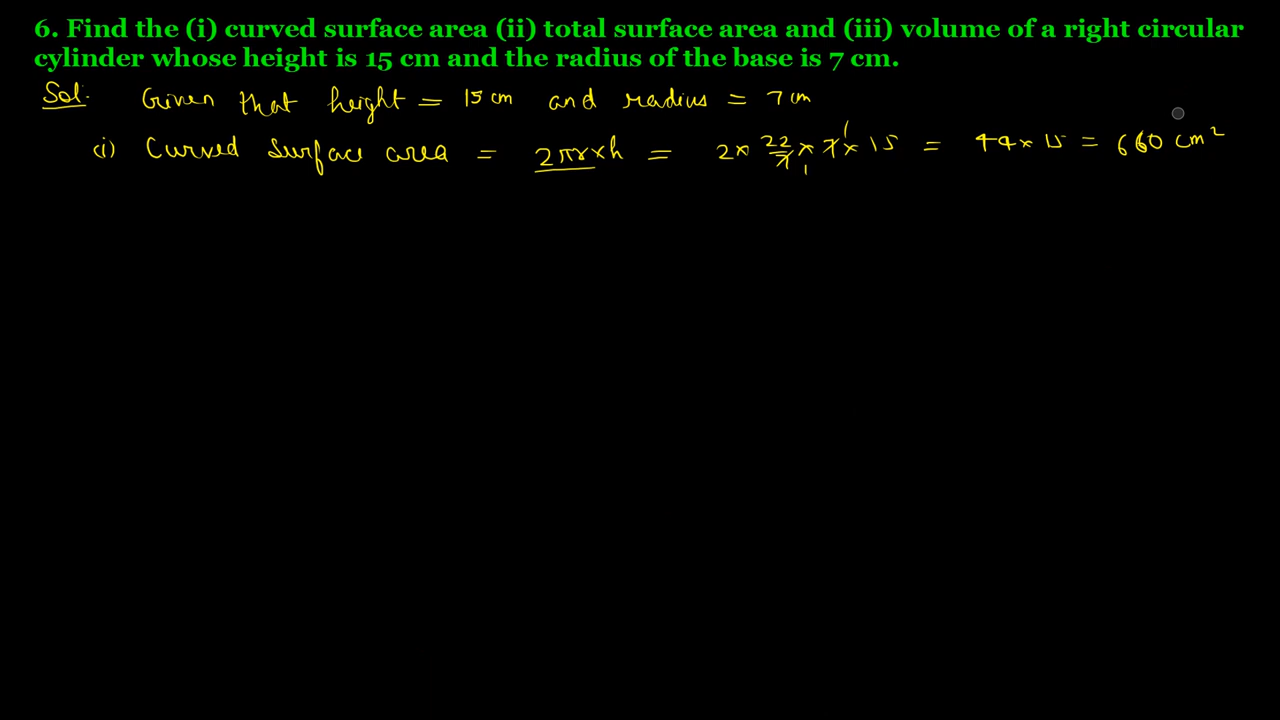 6. Find the (i) curved surface area (ii) total surface area and (iii) volume of a right circular
cylinder whose height is 15 cm and the radius of the base is 7 cm.
Sol. Given that height = 15 cm and radius = 7 cm
(i) Curved surface area = 2πr×h = 2× 22/7 × 7 × 15 = 44×15 = 660 cm²